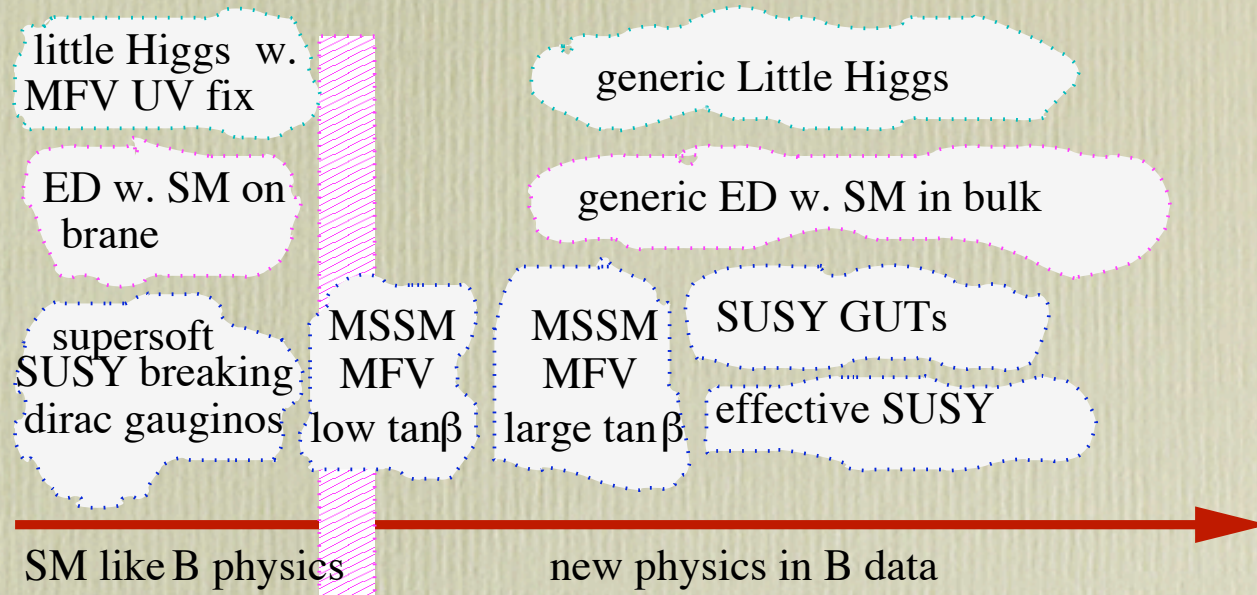 little Higgs w.
MFV UV fix
generic Little Higgs
ED w. SM on
brane
generic ED w. SM in bulk
supersoft
SUSY breaking
dirac gauginos
MSSM
MFV
low tanβ
MSSM
MFV
large tanβ
SUSY GUTs
effective SUSY
SM like B physics
new physics in B data